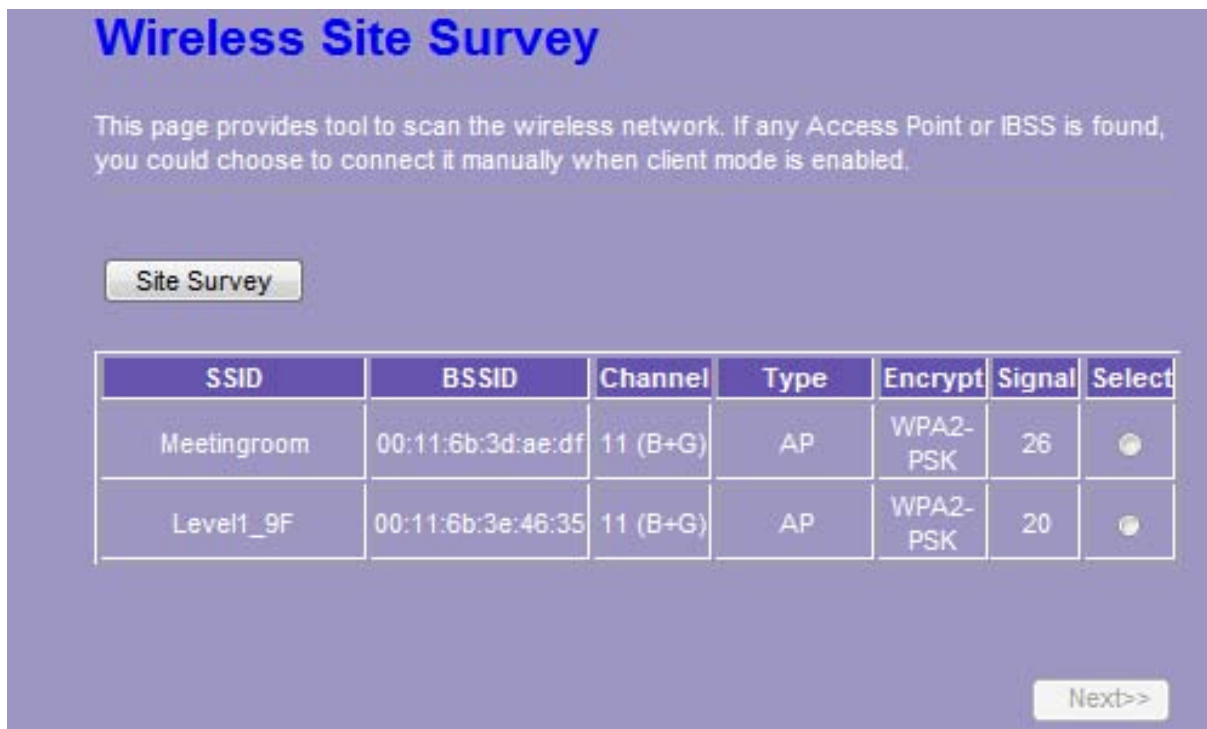 Wireless Site Survey
This page provides tool to scan the wireless network. If any Access Point or IBSS is found,
you could choose to connect it manually when client mode is enabled.
Site Survey
SSID BSSID Channel Type Encrypt Signal Select
Meetingroom 00:11:6b:3d:ae:df 11 (B+G) AP WPA2-PSK 26
Level1_9F 00:11:6b:3e:46:35 11 (B+G) AP WPA2-PSK 20
Next>>